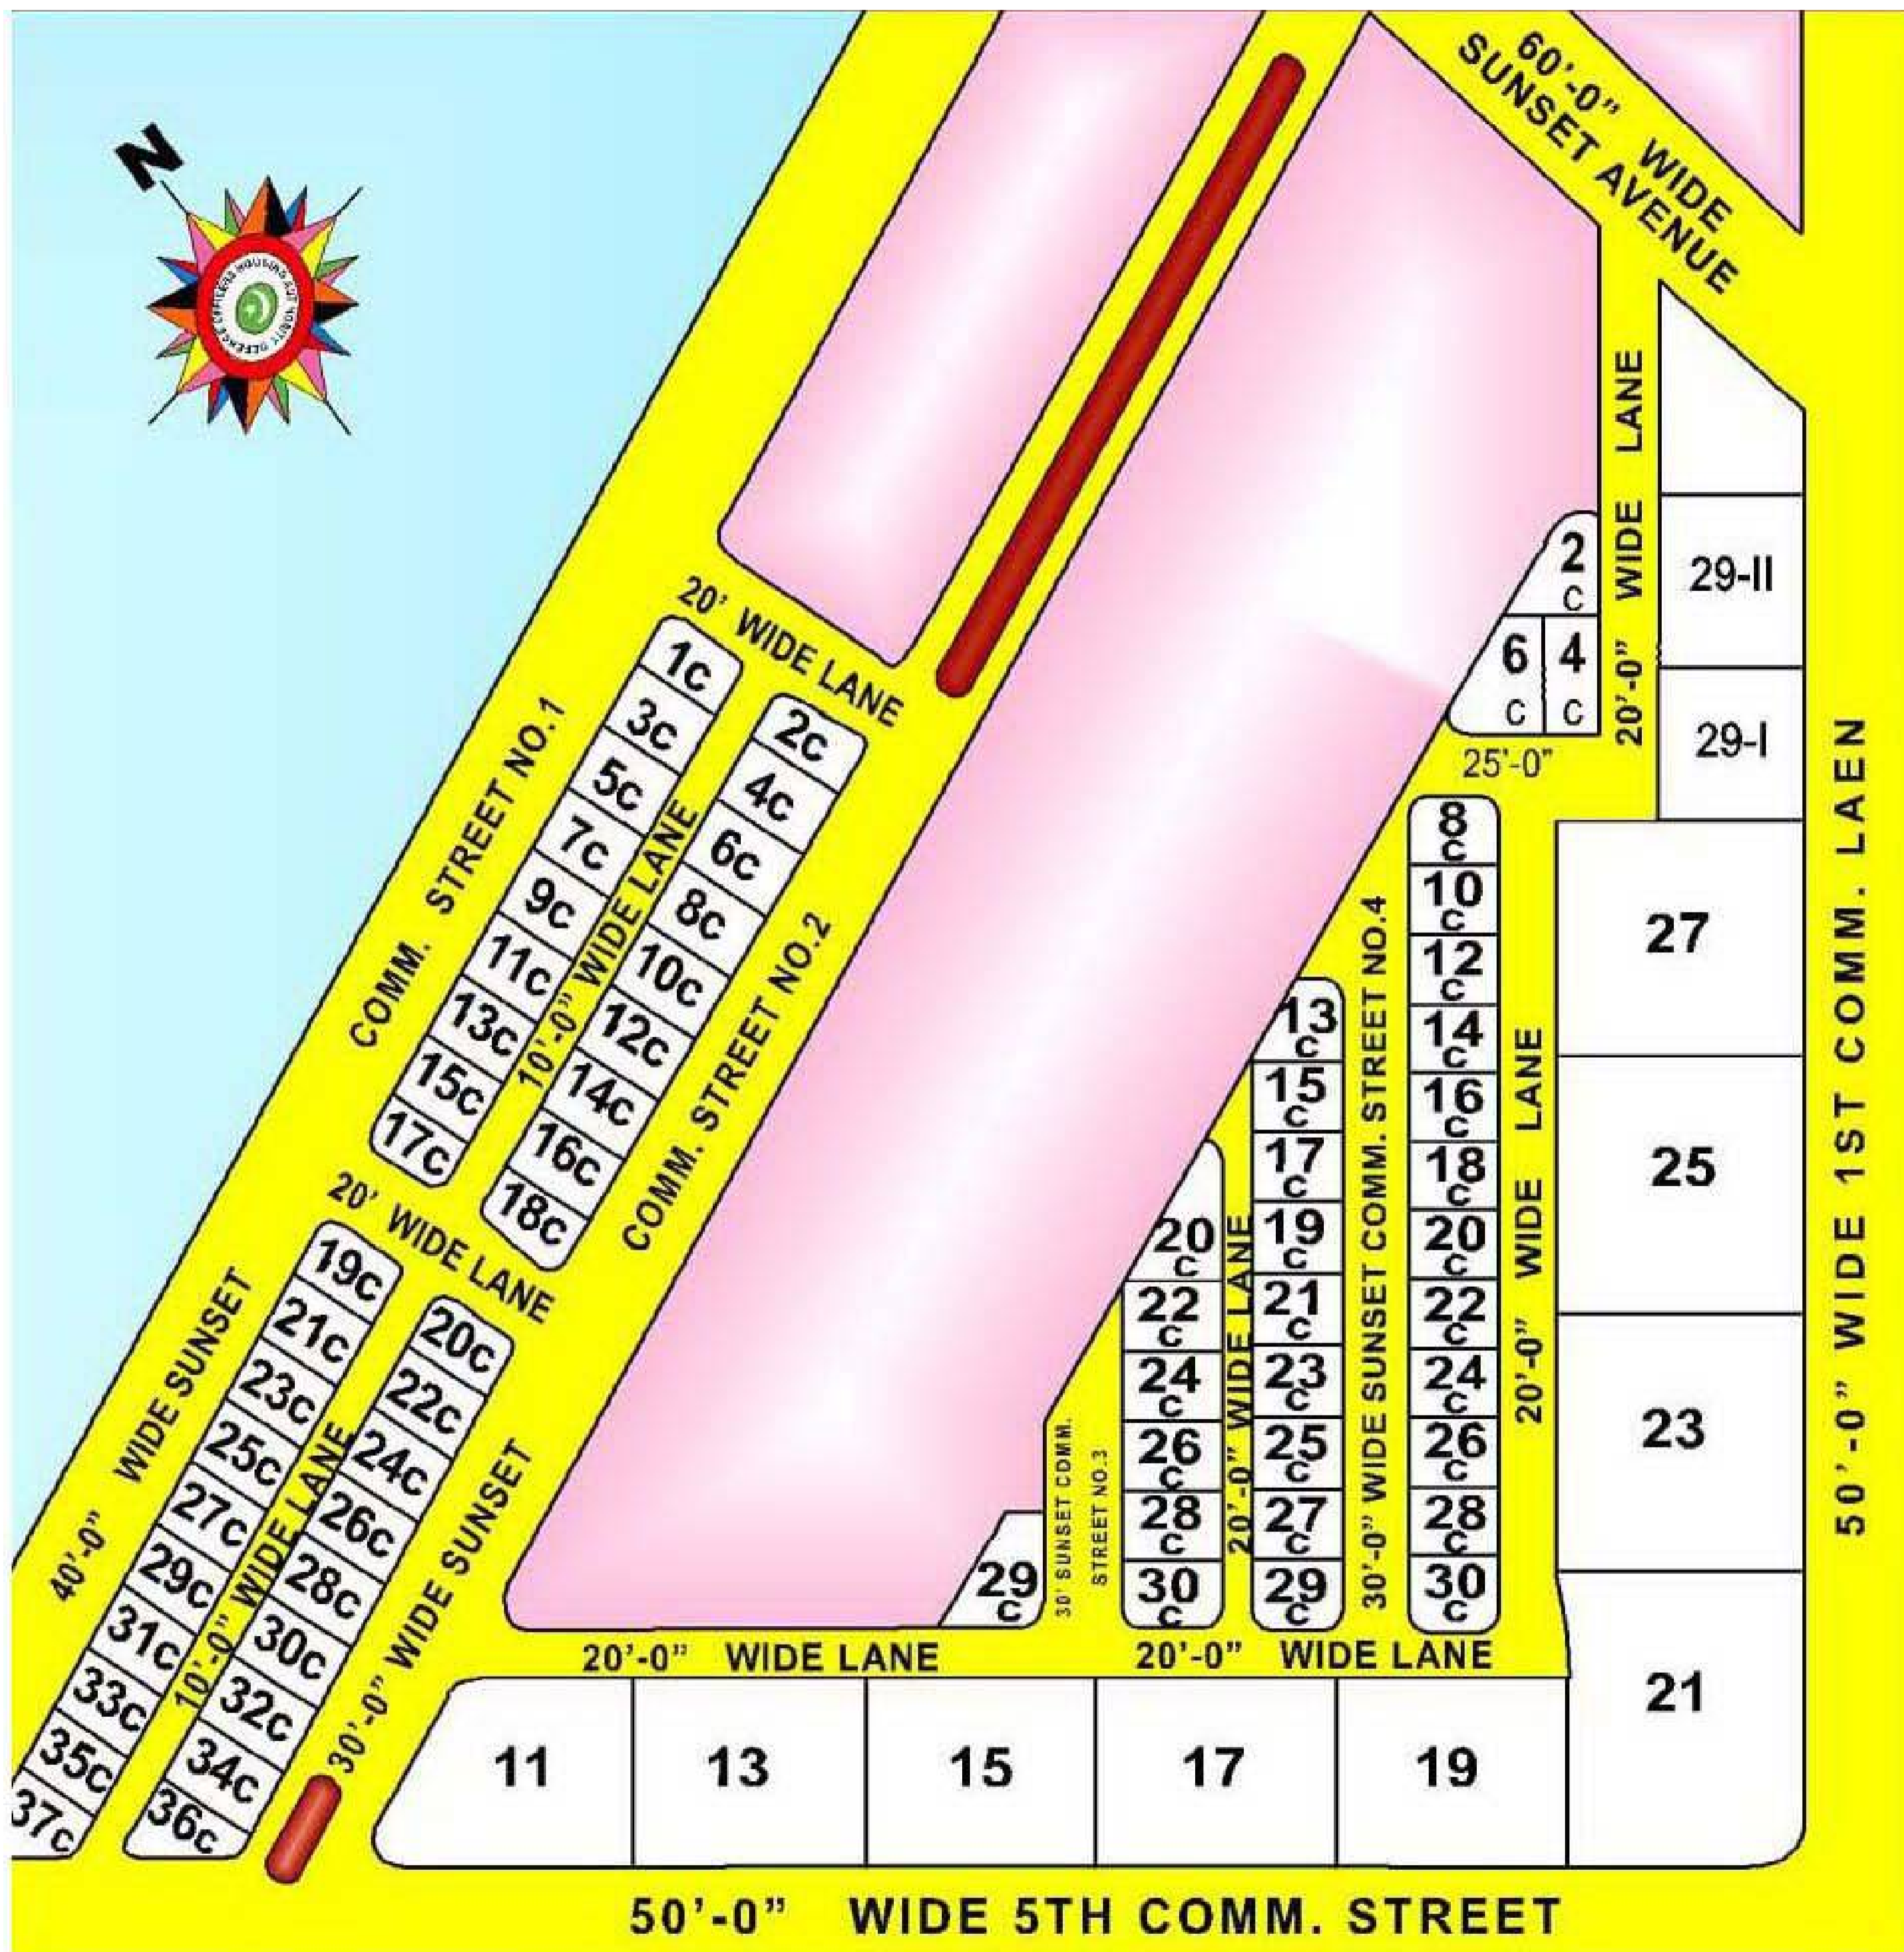 60'-0" WIDE
SUNSET AVENUE
N
DEFENCE OFFICERS HOUSING AUTHORITY
20' WIDE LANE
1C
3C
5C
7C
9C
11C
13C
15C
17C
2C
4C
6C
8C
10C
12C
14C
16C
18C
COMM. STREET NO.1
10'-0" WIDE LANE
COMM. STREET NO.2
20' WIDE LANE
19C
21C
23C
25C
27C
29C
31C
33C
35C
37C
20C
22C
24C
26C
28C
30C
32C
34C
36C
40'-0" WIDE SUNSET
10'-0" WIDE LANE
30'-0" WIDE SUNSET
2
C
6
C
4
C
25'-0"
20'-0" WIDE LANE
29-II
29-I
27
25
23
21
50'-0" WIDE 1ST COMM. LAEN
8
C
10
C
12
C
14
C
16
C
18
C
20
C
22
C
24
C
26
C
28
C
30
C
20'-0" WIDE LANE
30'-0" WIDE SUNSET COMM. STREET NO.4
13
C
15
C
17
C
19
C
21
C
23
C
25
C
27
C
29
C
20'-0" WIDE LANE
20
C
22
C
24
C
26
C
28
C
30
C
30' SUNSET COMM.
STREET NO.3
29
C
20'-0" WIDE LANE
20'-0" WIDE LANE
11
13
15
17
19
50'-0" WIDE 5TH COMM. STREET